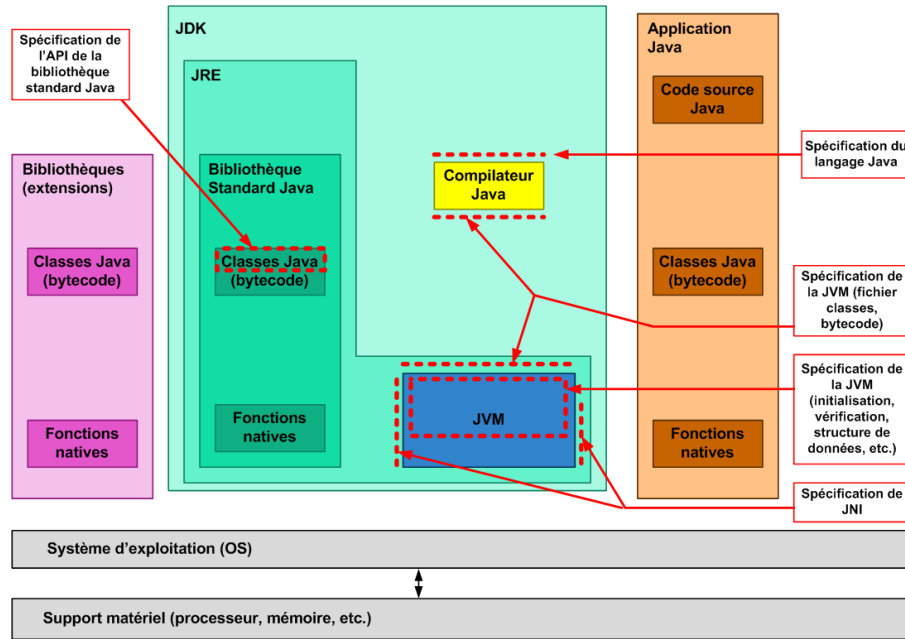 Spécification de
l'API de la
bibliothèque
standard Java
JDK
JRE
Application
Java
Code source
Java
Spécification du
langage Java
Bibliothèques
(extensions)
Bibliothèque
Standard Java
Compilateur
Java
Classes Java
(bytecode)
Classes Java
(bytecode)
Classes Java
(bytecode)
Spécification de
la JVM (fichier
classes,
bytecode)
Spécification de
la JVM
(initialisation,
vérification,
structure de
données, etc.)
Fonctions
natives
Fonctions
natives
JVM
Fonctions
natives
Spécification de
JNI
Système d'exploitation (OS)
Support matériel (processeur, mémoire, etc.)